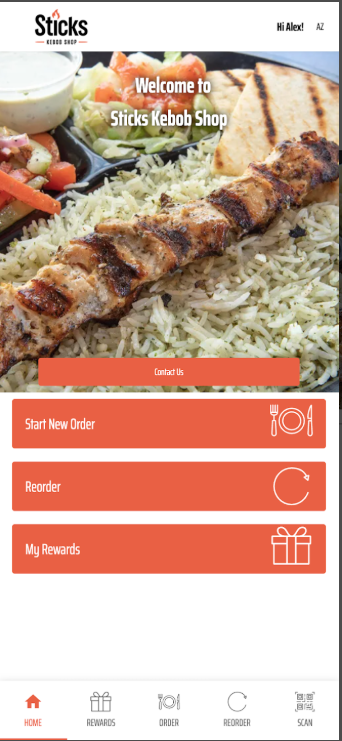 Sticks
KEBOB SHOP
Hi Alex! AZ
Welcome to
Sticks Kebob Shop
Contact Us
Start New Order
Reorder
My Rewards
HOME REWARDS ORDER REORDER SCAN